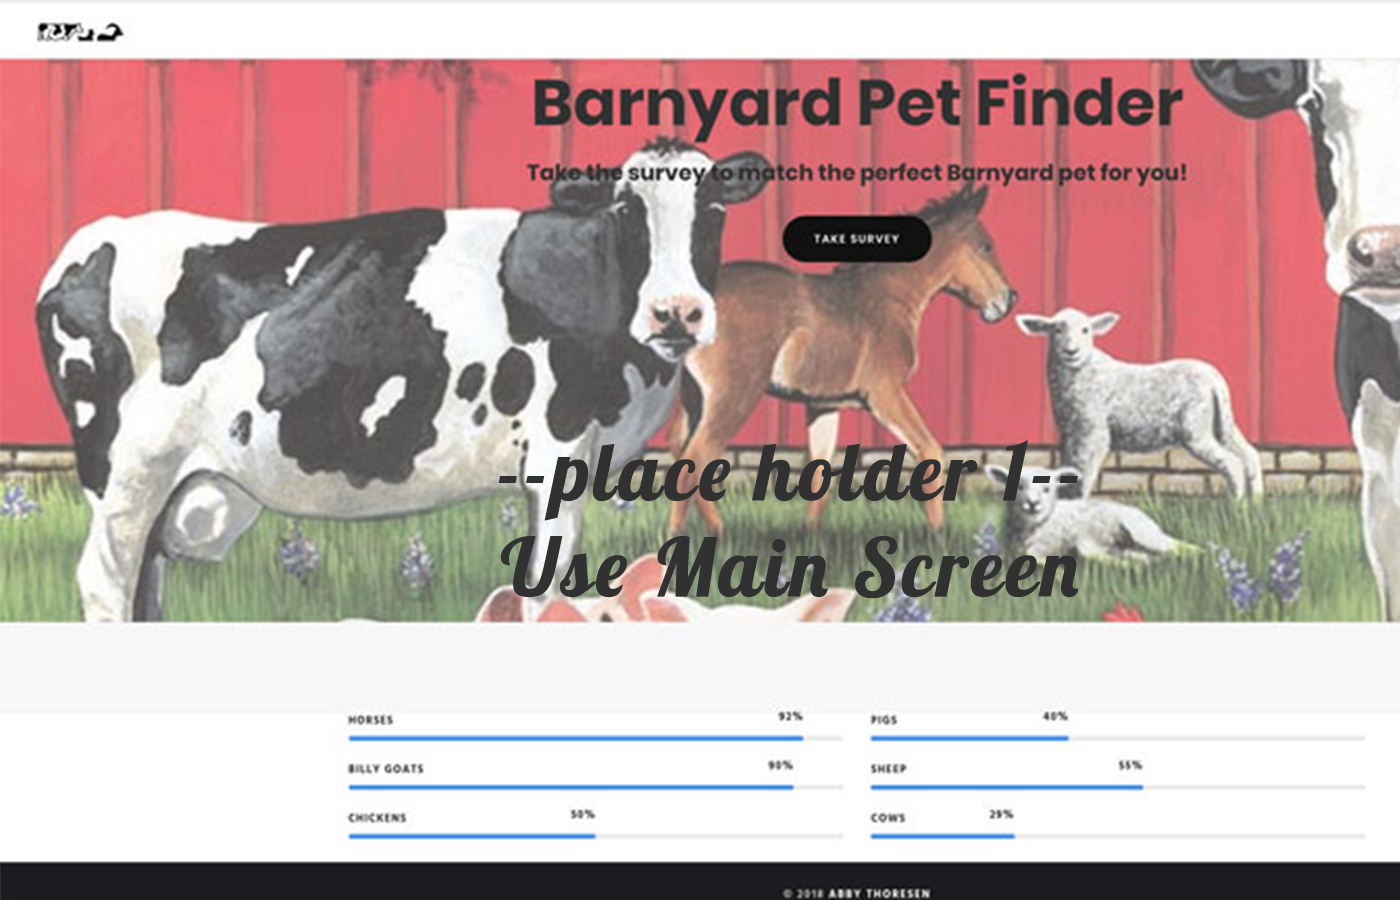 Barnyard Pet Finder
Take the survey to match the perfect Barnyard pet for you!
TAKE SURVEY
--place holder 1--
Use Main Screen
HORSES 92%
PIGS 40%
BILLY GOATS 90%
SHEEP 55%
CHICKENS 50%
COWS 29%
© 2018 ABBY THORESEN